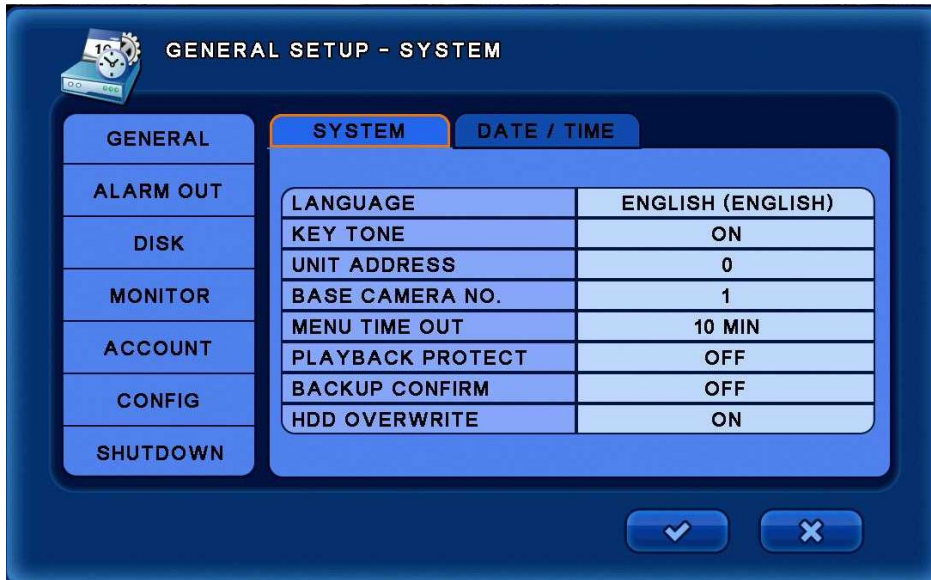 GENERAL SETUP - SYSTEM
GENERAL
ALARM OUT
DISK
MONITOR
ACCOUNT
CONFIG
SHUTDOWN
SYSTEM DATE / TIME
LANGUAGE ENGLISH (ENGLISH)
KEY TONE ON
UNIT ADDRESS 0
BASE CAMERA NO. 1
MENU TIME OUT 10 MIN
PLAYBACK PROTECT OFF
BACKUP CONFIRM OFF
HDD OVERWRITE ON